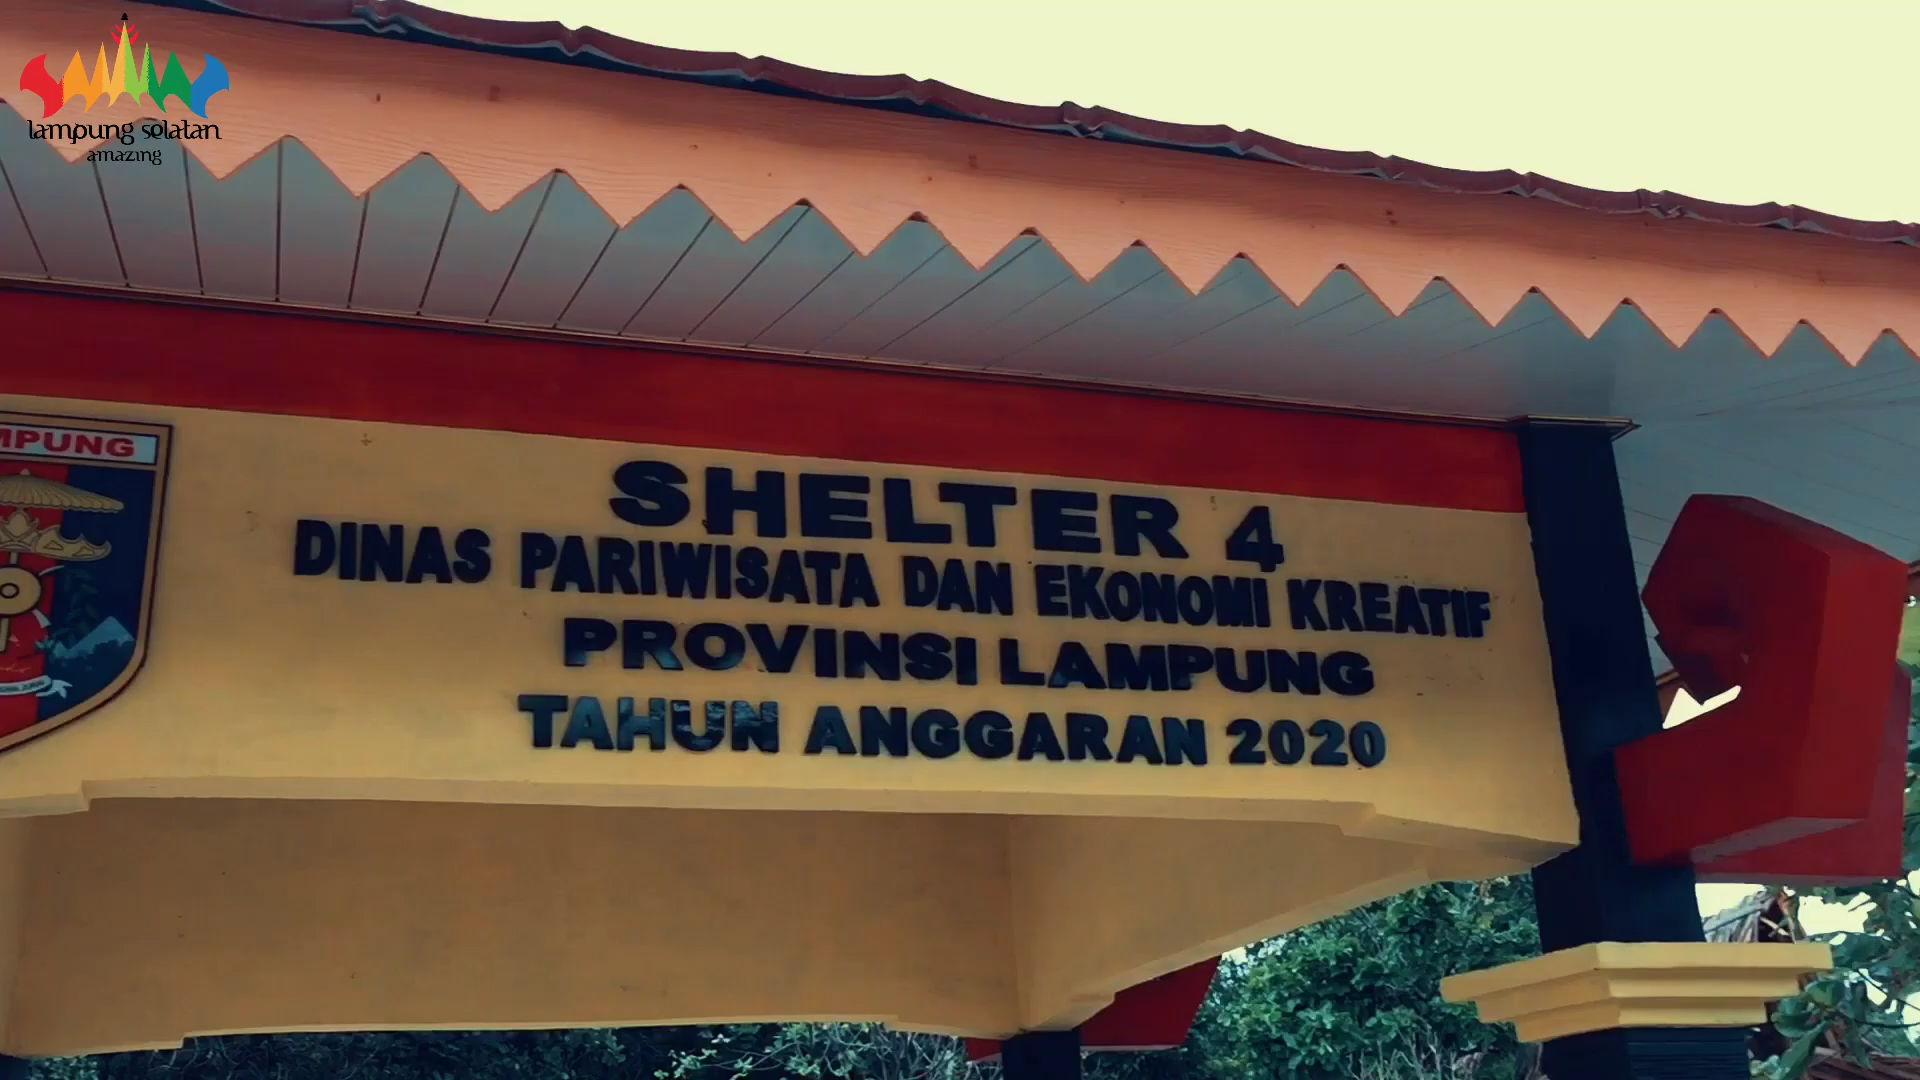 lampung selatan
amazing
MPUNG
SHELTER 4
DINAS PARIWISATA DAN EKONOMI KREATIF
PROVINSI LAMPUNG
TAHUN ANGGARAN 2020